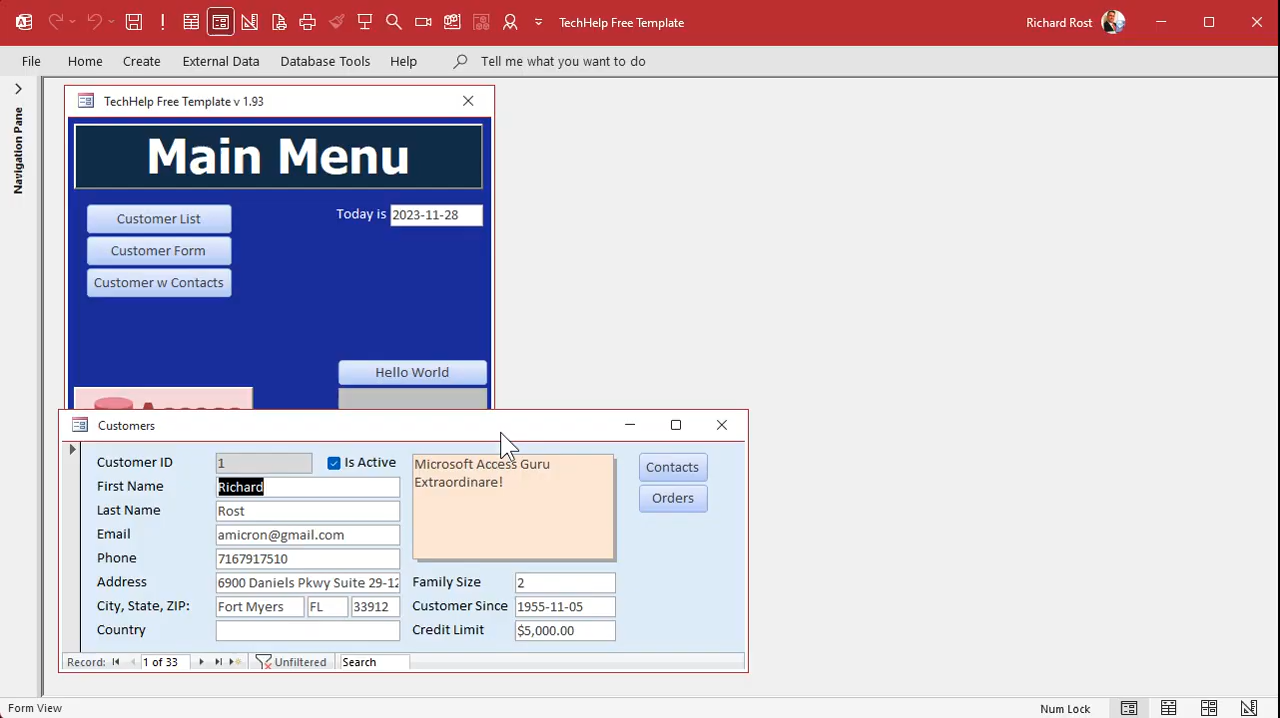 TechHelp Free Template
Richard Rost
File Home Create External Data Database Tools Help Tell me what you want to do
Navigation Pane
TechHelp Free Template v 1.93
Main Menu
Customer List
Today is 2023-11-28
Customer Form
Customer w Contacts
Hello World
Access
Customers
Customer ID 1 Is Active
First Name Richard
Last Name Rost
Email amicron@gmail.com
Phone 7167917510
Address 6900 Daniels Pkwy Suite 29-12
City, State, ZIP: Fort Myers FL 33912
Country
Microsoft Access Guru
Extraordinare!
Family Size 2
Customer Since 1955-11-05
Credit Limit $5,000.00
Contacts
Orders
Record: 1 of 33 Unfiltered Search
Form View
Num Lock